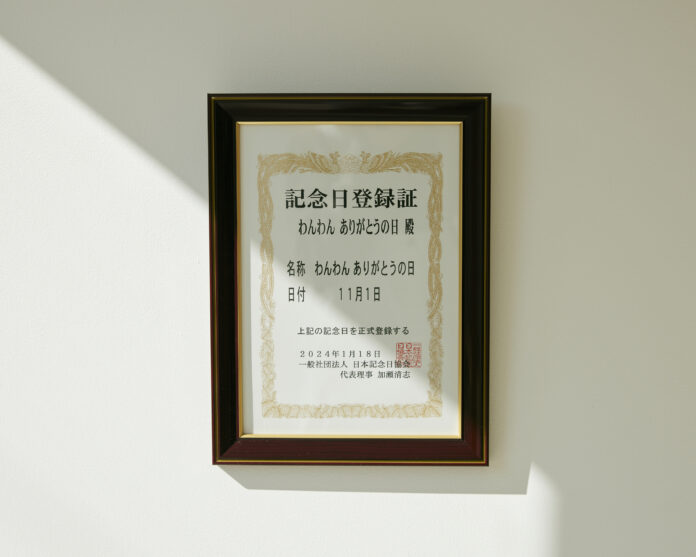 記念日登録証
わんわん ありがとうの日 殿
名称 わんわん ありがとうの日
日付 11月1日
上記の記念日を正式登録する
2024年1月18日
一般社団法人 日本記念日協会
代表理事 加瀬清志